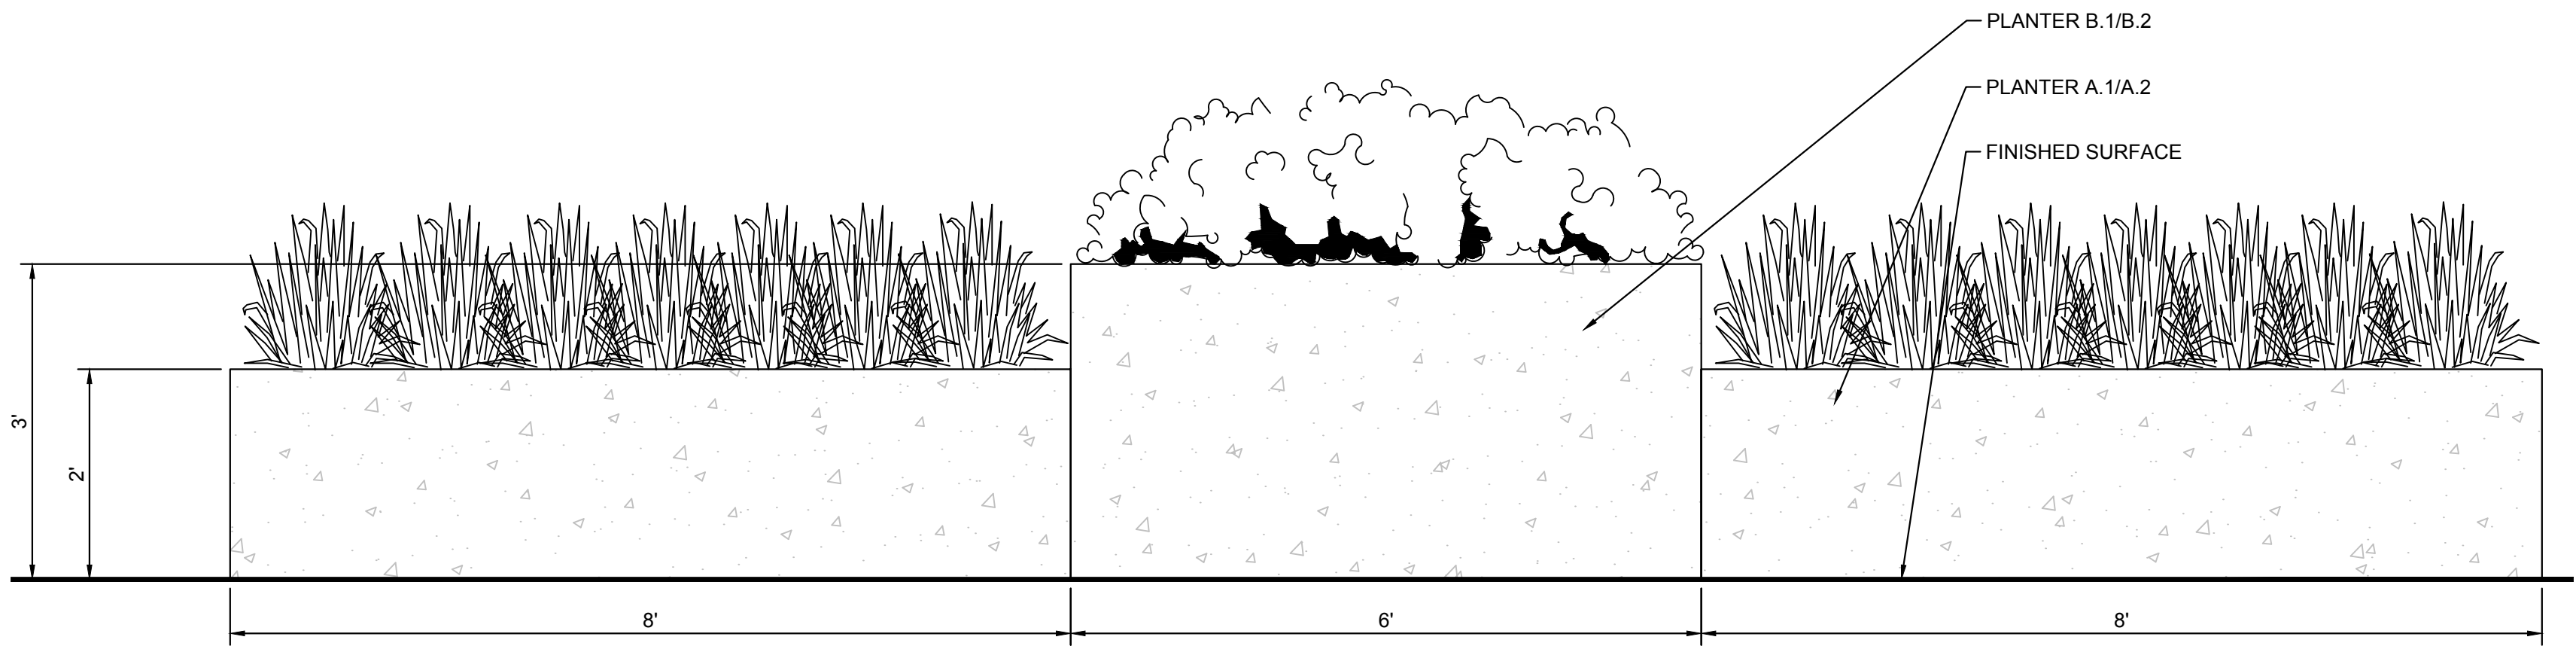 PLANTER B.1/B.2
PLANTER A.1/A.2
FINISHED SURFACE
3'
2'
8'
6'
8'